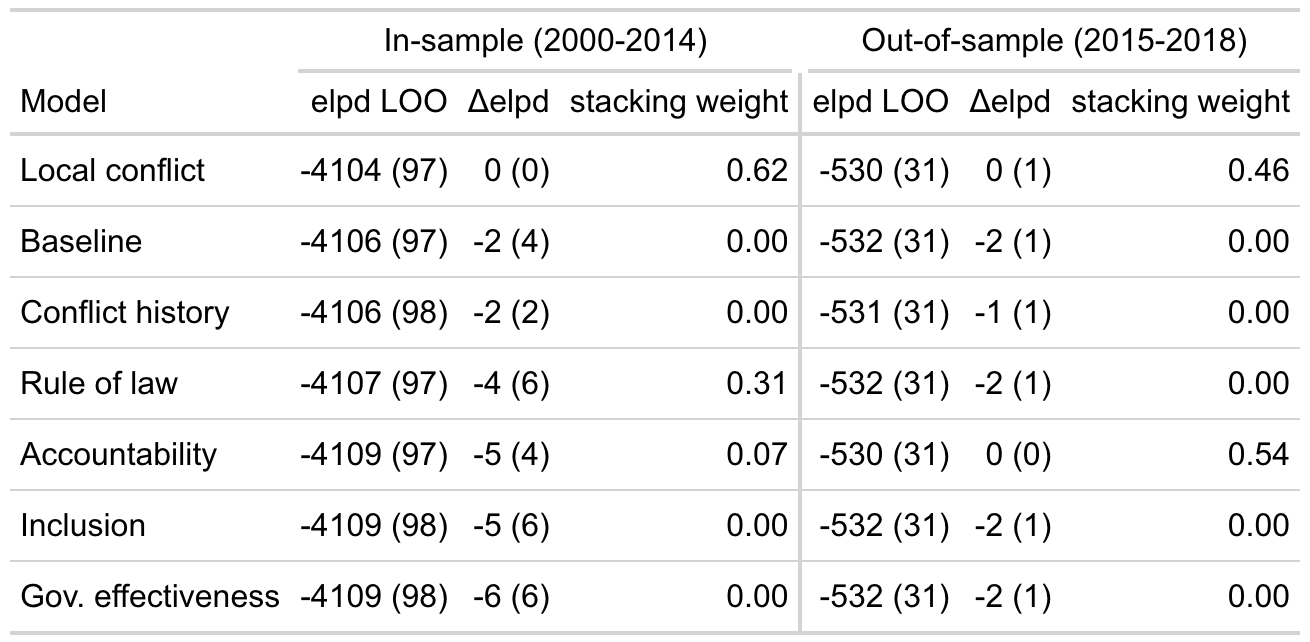 In-sample (2000-2014) Out-of-sample (2015-2018)
Model elpd LOO Δelpd stacking weight elpd LOO Δelpd stacking weight
Local conflict -4104 (97) 0 (0) 0.62 -530 (31) 0 (1) 0.46
Baseline -4106 (97) -2 (4) 0.00 -532 (31) -2 (1) 0.00
Conflict history -4106 (98) -2 (2) 0.00 -531 (31) -1 (1) 0.00
Rule of law -4107 (97) -4 (6) 0.31 -532 (31) -2 (1) 0.00
Accountability -4109 (97) -5 (4) 0.07 -530 (31) 0 (0) 0.54
Inclusion -4109 (98) -5 (6) 0.00 -532 (31) -2 (1) 0.00
Gov. effectiveness -4109 (98) -6 (6) 0.00 -532 (31) -2 (1) 0.00